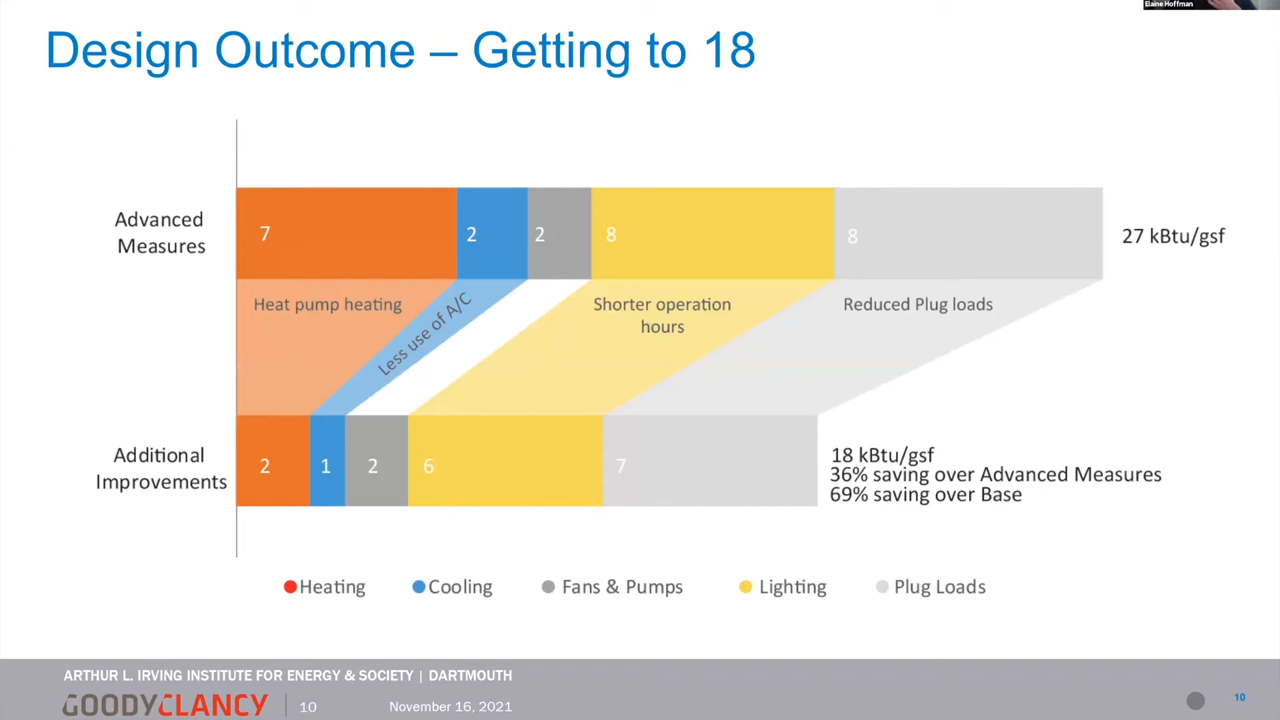 Elaine Hoffman
Design Outcome – Getting to 18
Advanced
Measures
7
2
2
8
8
27 kBtu/gsf
Heat pump heating
Less use of A/C
Shorter operation
hours
Reduced Plug loads
Additional
Improvements
2
1
2
6
7
18 kBtu/gsf
36% saving over Advanced Measures
69% saving over Base
Heating
Cooling
Fans & Pumps
Lighting
Plug Loads
ARTHUR L. IRVING INSTITUTE FOR ENERGY & SOCIETY | DARTMOUTH
GOODYCLANCY | 10 November 16, 2021
10